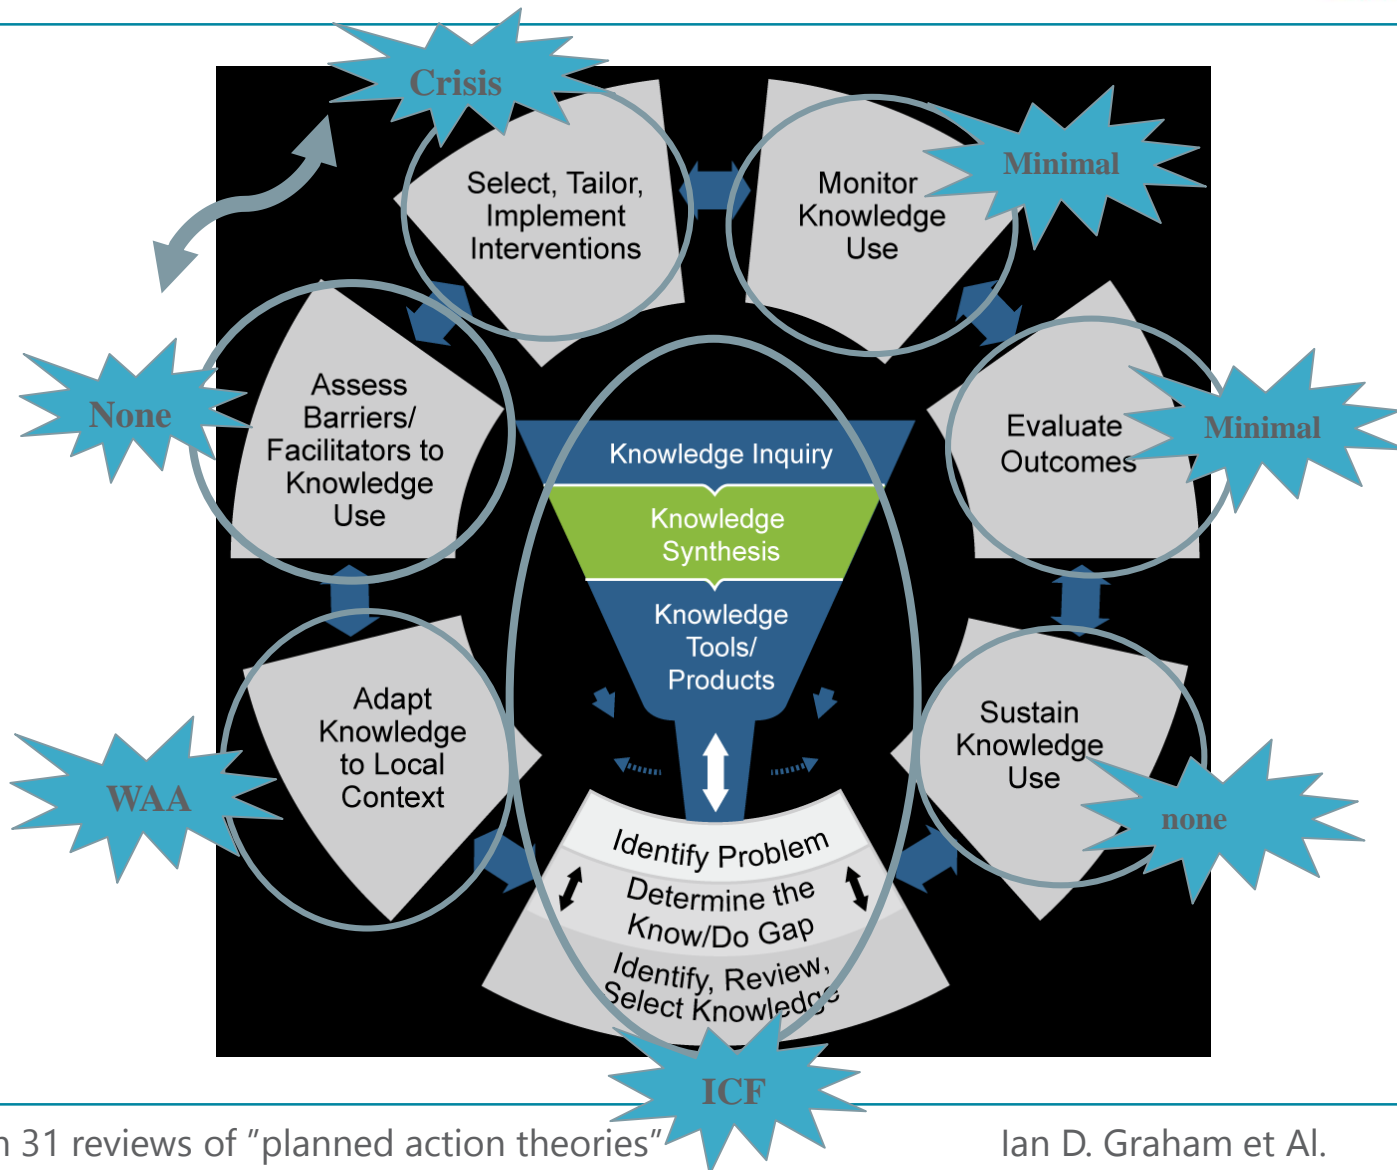 Crisis
Select, Tailor,
Implement
Interventions
Monitor
Knowledge
Use
Minimal
None
Assess
Barriers/
Facilitators to
Knowledge
Use
Knowledge Inquiry
Knowledge
Synthesis
Knowledge
Tools/
Products
Evaluate
Outcomes
Minimal
WAA
Adapt
Knowledge
to Local
Context
Sustain
Knowledge
Use
none
Identify Problem
Determine the
Know/Do Gap
Identify, Review,
Select Knowledge
ICF
31 reviews of ”planned action theories”
Ian D. Graham et Al.